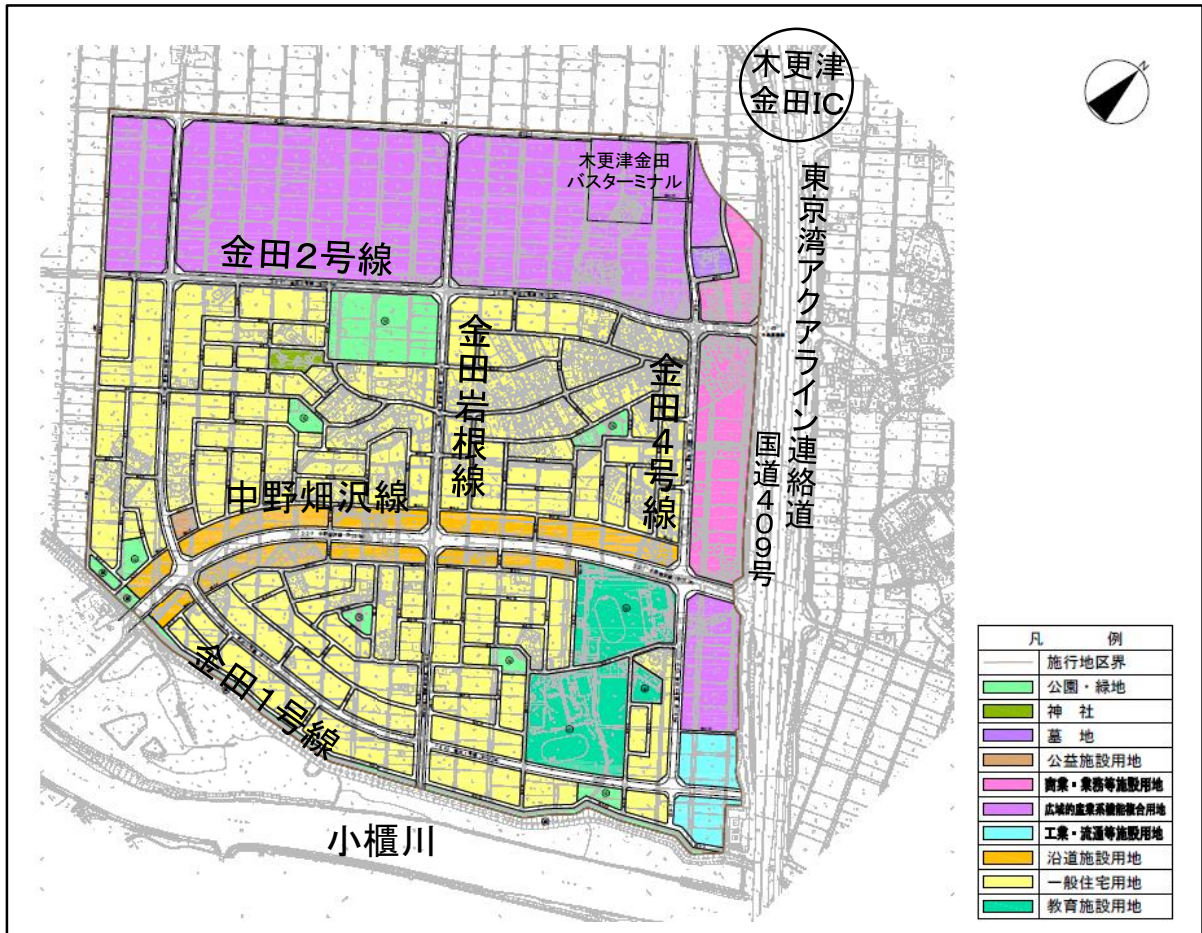 木更津
金田IC
N
木更津金田
バスターミナル
東京湾アクアライン連絡道
金田2号線
金田岩根線
金田4号線
国道409号
中野畑沢線
金田1号線
小櫃川
凡 例
施行地区界
公園・緑地
神 社
墓 地
公益施設用地
商業・業務等施設用地
広域的産業系機能複合用地
工業・流通等施設用地
沿道施設用地
一般住宅用地
教育施設用地